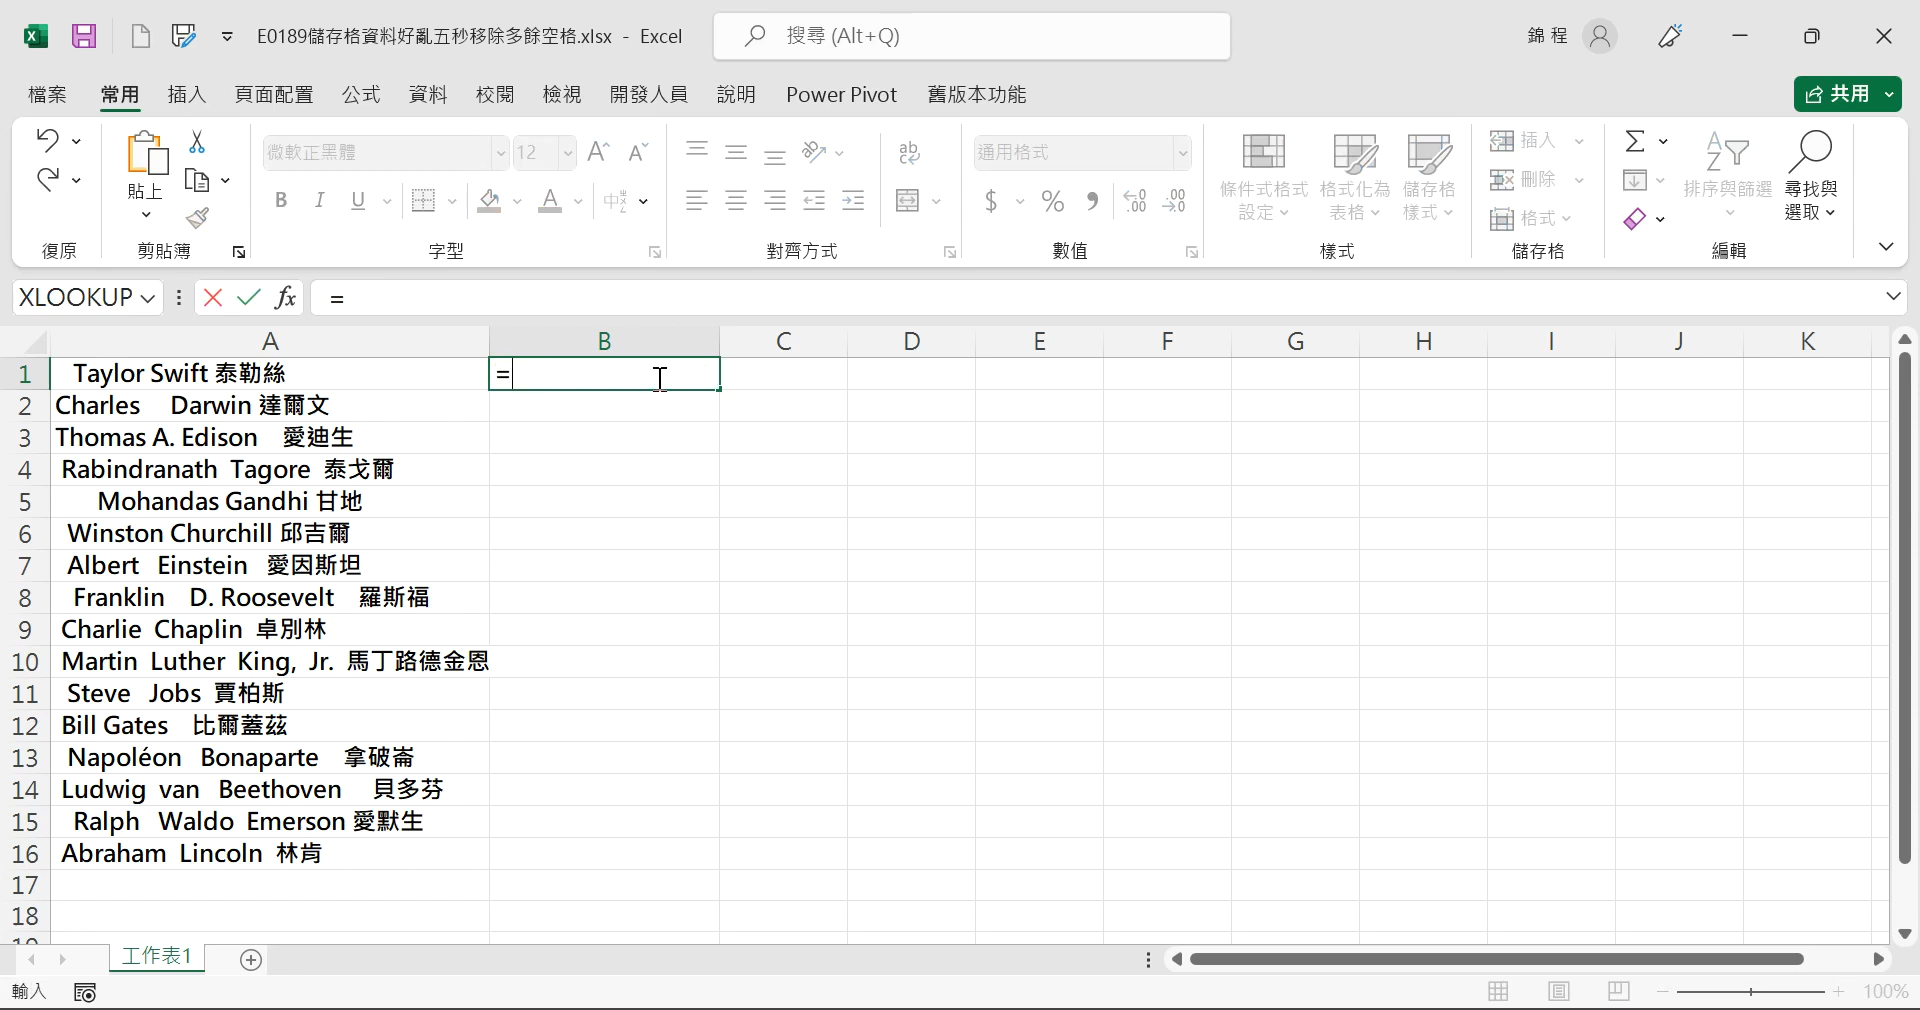 E0189儲存格資料好亂五秒移除多餘空格.xlsx - Excel
搜尋 (Alt+Q)
錦 程
檔案 常用 插入 頁面配置 公式 資料 校閱 檢視 開發人員 說明 Power Pivot 舊版本功能
共用
貼上
微軟正黑體 12
B I U A
ab
通用格式
$ % 9 .00 .00
條件式格式設定
格式化為表格
儲存格樣式
插入
刪除
格式
Σ
排序與篩選
尋找與選取
復原 剪貼簿 字型 對齊方式 數值 樣式 儲存格 編輯
XLOOKUP fx =
A B C D E F G H I J K
1 Taylor Swift 泰勒絲 =
2 Charles Darwin 達爾文
3 Thomas A. Edison 愛迪生
4 Rabindranath Tagore 泰戈爾
5 Mohandas Gandhi 甘地
6 Winston Churchill 邱吉爾
7 Albert Einstein 愛因斯坦
8 Franklin D. Roosevelt 羅斯福
9 Charlie Chaplin 卓別林
10 Martin Luther King, Jr. 馬丁路德金恩
11 Steve Jobs 賈柏斯
12 Bill Gates 比爾蓋茲
13 Napoléon Bonaparte 拿破崙
14 Ludwig van Beethoven 貝多芬
15 Ralph Waldo Emerson 愛默生
16 Abraham Lincoln 林肯
17
18
工作表1
輸入 100%